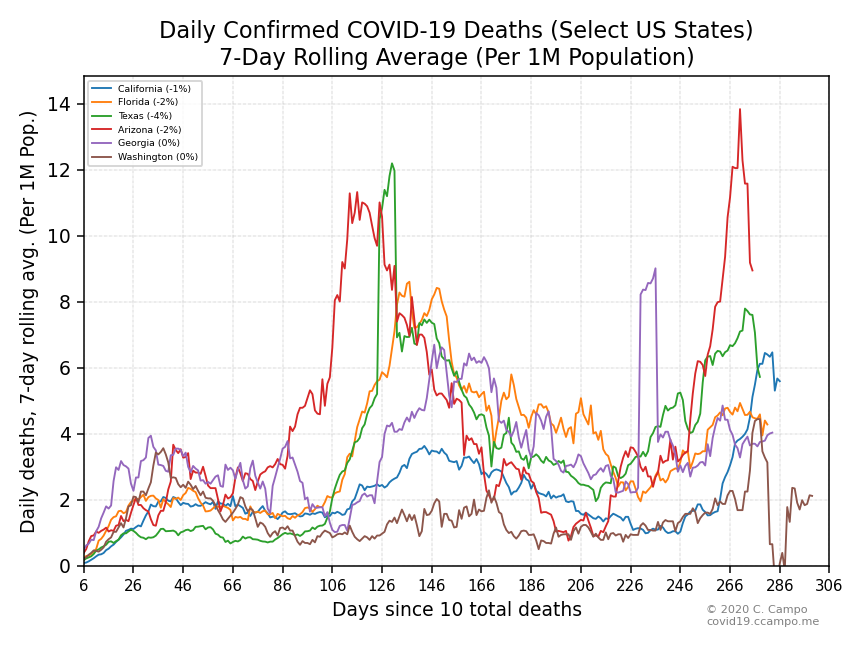 Daily Confirmed COVID-19 Deaths (Select US States)
7-Day Rolling Average (Per 1M Population)
Daily deaths, 7-day rolling avg. (Per 1M Pop.)
14
12
10
8
6
4
2
0
California (-1%)
Florida (-2%)
Texas (-4%)
Arizona (-2%)
Georgia (0%)
Washington (0%)
6 26 46 66 86 106 126 146 166 186 206 226 246 266 286 306
Days since 10 total deaths
© 2020 C. Campo
covid19.ccampo.me